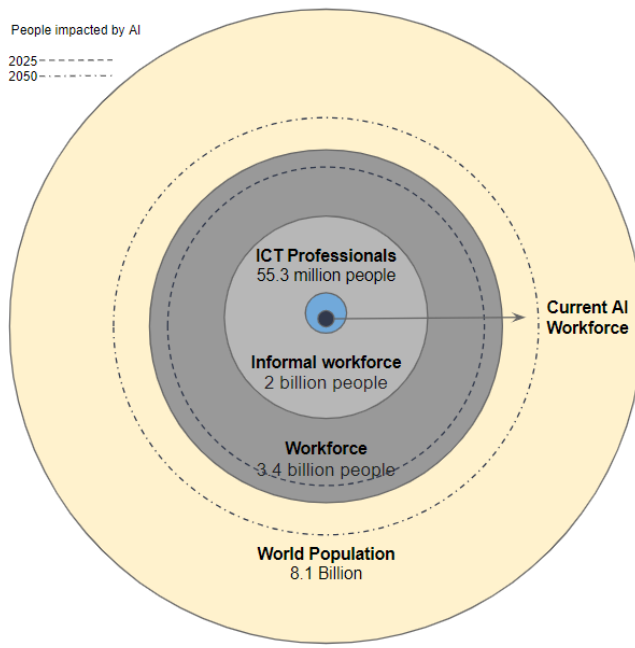 People impacted by AI
2025
2050
ICT Professionals
55.3 million people
Current AI
Workforce
Informal workforce
2 billion people
Workforce
3.4 billion people
World Population
8.1 Billion